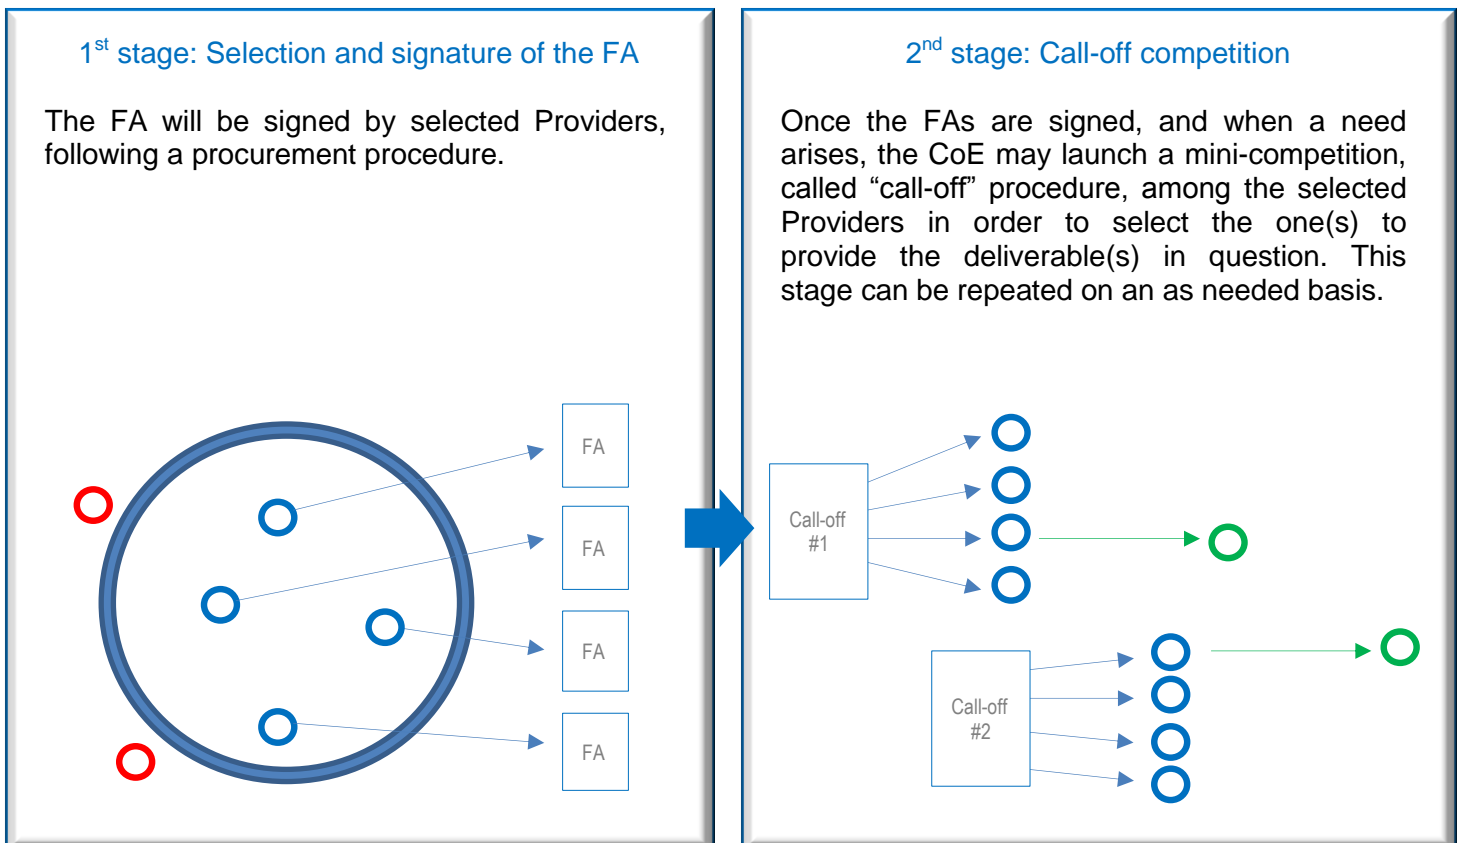 1st stage: Selection and signature of the FA
The FA will be signed by selected Providers,
following a procurement procedure.
FA
FA
FA
FA
2nd stage: Call-off competition
Once the FAs are signed, and when a need
arises, the CoE may launch a mini-competition,
called “call-off” procedure, among the selected
Providers in order to select the one(s) to
provide the deliverable(s) in question. This
stage can be repeated on an as needed basis.
Call-off
#1
Call-off
#2